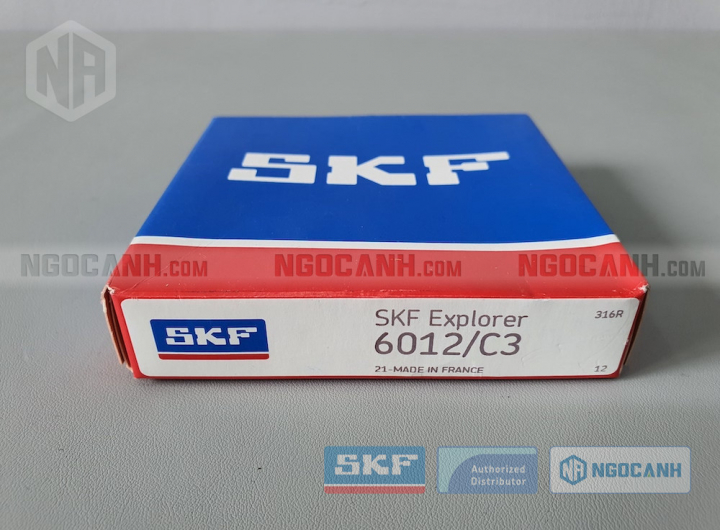 NA
SKF
NGOCANH.COM NGOCANH.COM NGOCANH.COM
SKF
SKF Explorer
316R
6012/C3
21-MADE IN FRANCE
12
SKF
Authorized
Distributor
NA NGOCANH